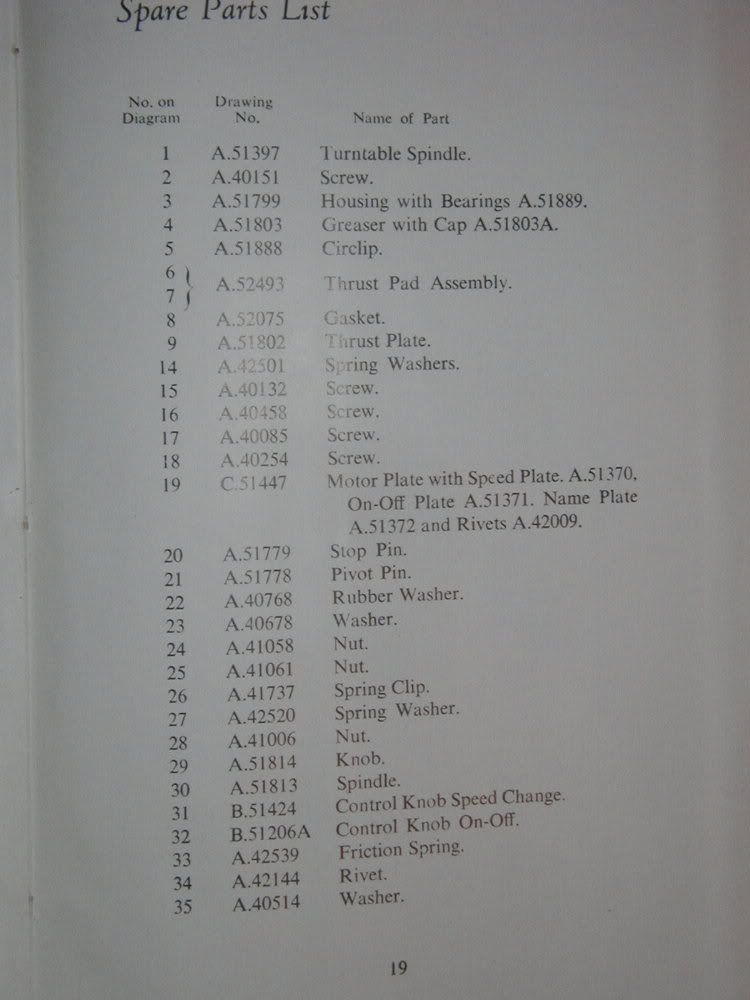 Spare Parts List
No. on Diagram Drawing No. Name of Part
1 A.51397 Turntable Spindle.
2 A.40151 Screw.
3 A.51799 Housing with Bearings A.51889.
4 A.51803 Greaser with Cap A.51803A.
5 A.51888 Circlip.
6
7 } A.52493 Thrust Pad Assembly.
8 A.52075 Gasket.
9 A.51802 Thrust Plate.
14 A.42501 Spring Washers.
15 A.40132 Screw.
16 A.40458 Screw.
17 A.40085 Screw.
18 A.40254 Screw.
19 C.51447 Motor Plate with Speed Plate. A.51370,
On-Off Plate A.51371. Name Plate
A.51372 and Rivets A.42009.
20 A.51779 Stop Pin.
21 A.51778 Pivot Pin.
22 A.40768 Rubber Washer.
23 A.40678 Washer.
24 A.41058 Nut.
25 A.41061 Nut.
26 A.41737 Spring Clip.
27 A.42520 Spring Washer.
28 A.41006 Nut.
29 A.51814 Knob.
30 A.51813 Spindle.
31 B.51424 Control Knob Speed Change.
32 B.51206A Control Knob On-Off.
33 A.42539 Friction Spring.
34 A.42144 Rivet.
35 A.40514 Washer.
19